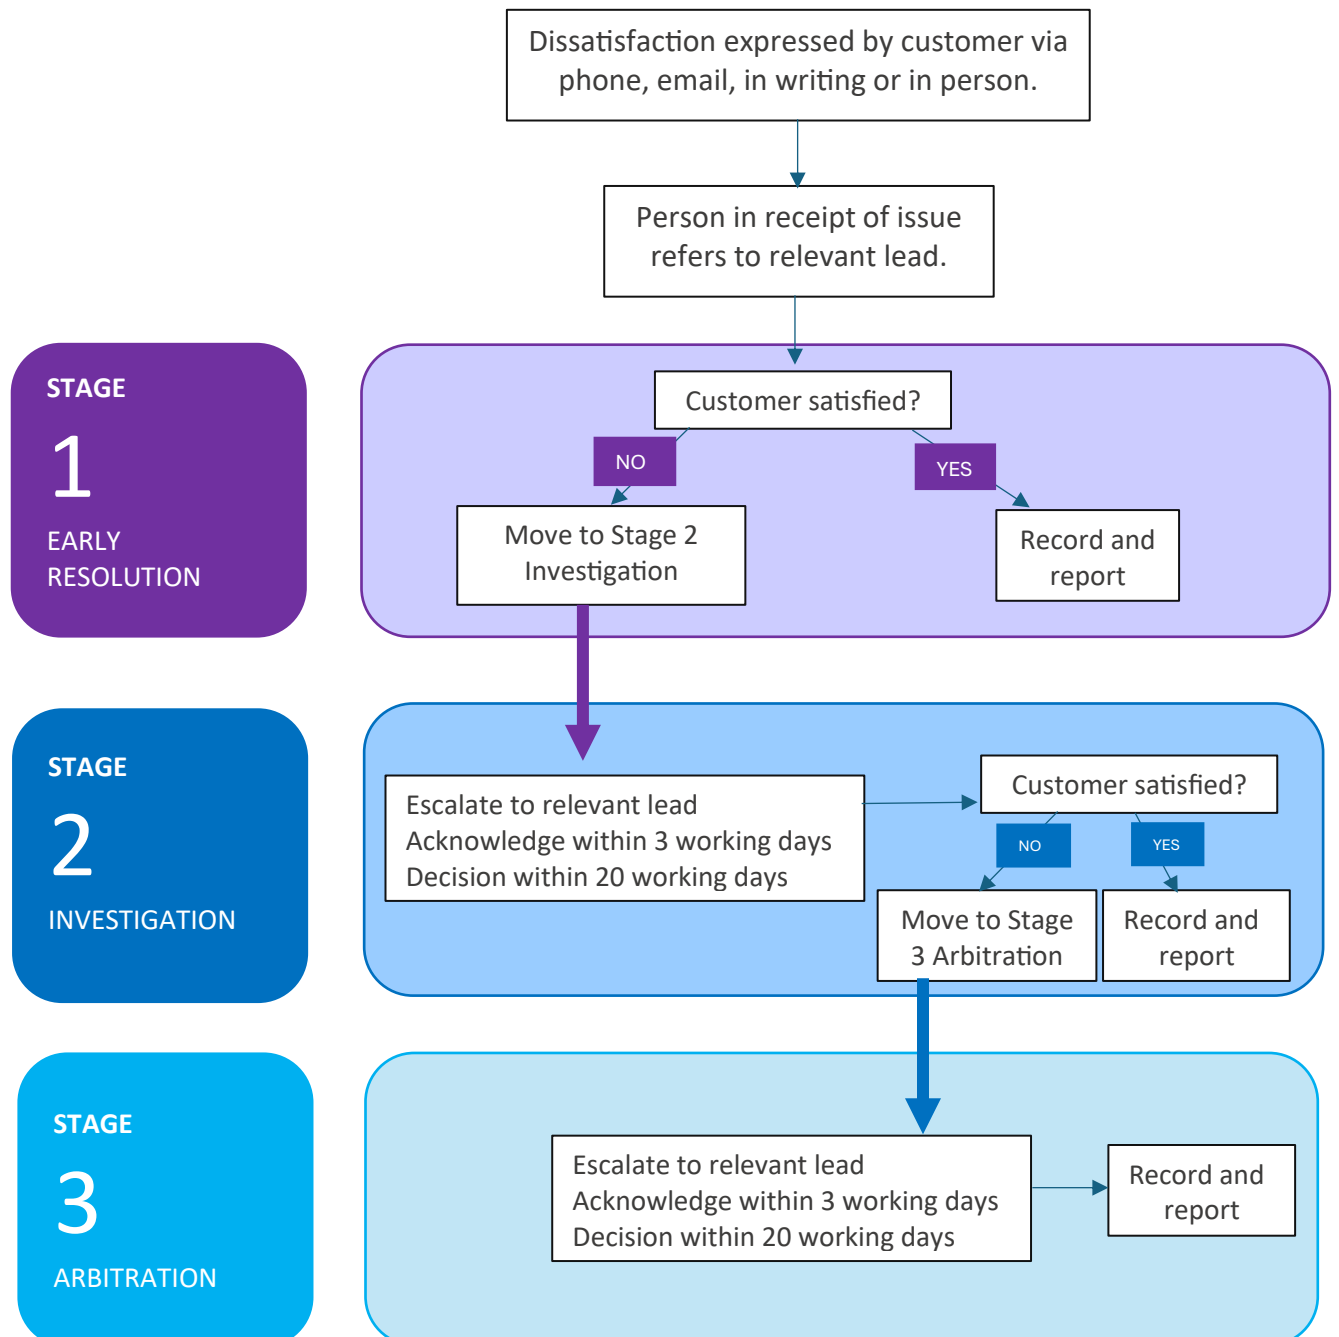 Dissatisfaction expressed by customer via
phone, email, in writing or in person.
Person in receipt of issue
refers to relevant lead.
STAGE
1
EARLY
RESOLUTION
Customer satisfied?
NO
YES
Move to Stage 2
Investigation
Record and
report
STAGE
2
INVESTIGATION
Escalate to relevant lead
Acknowledge within 3 working days
Decision within 20 working days
Customer satisfied?
NO
YES
Move to Stage
3 Arbitration
Record and
report
STAGE
3
ARBITRATION
Escalate to relevant lead
Acknowledge within 3 working days
Decision within 20 working days
Record and
report